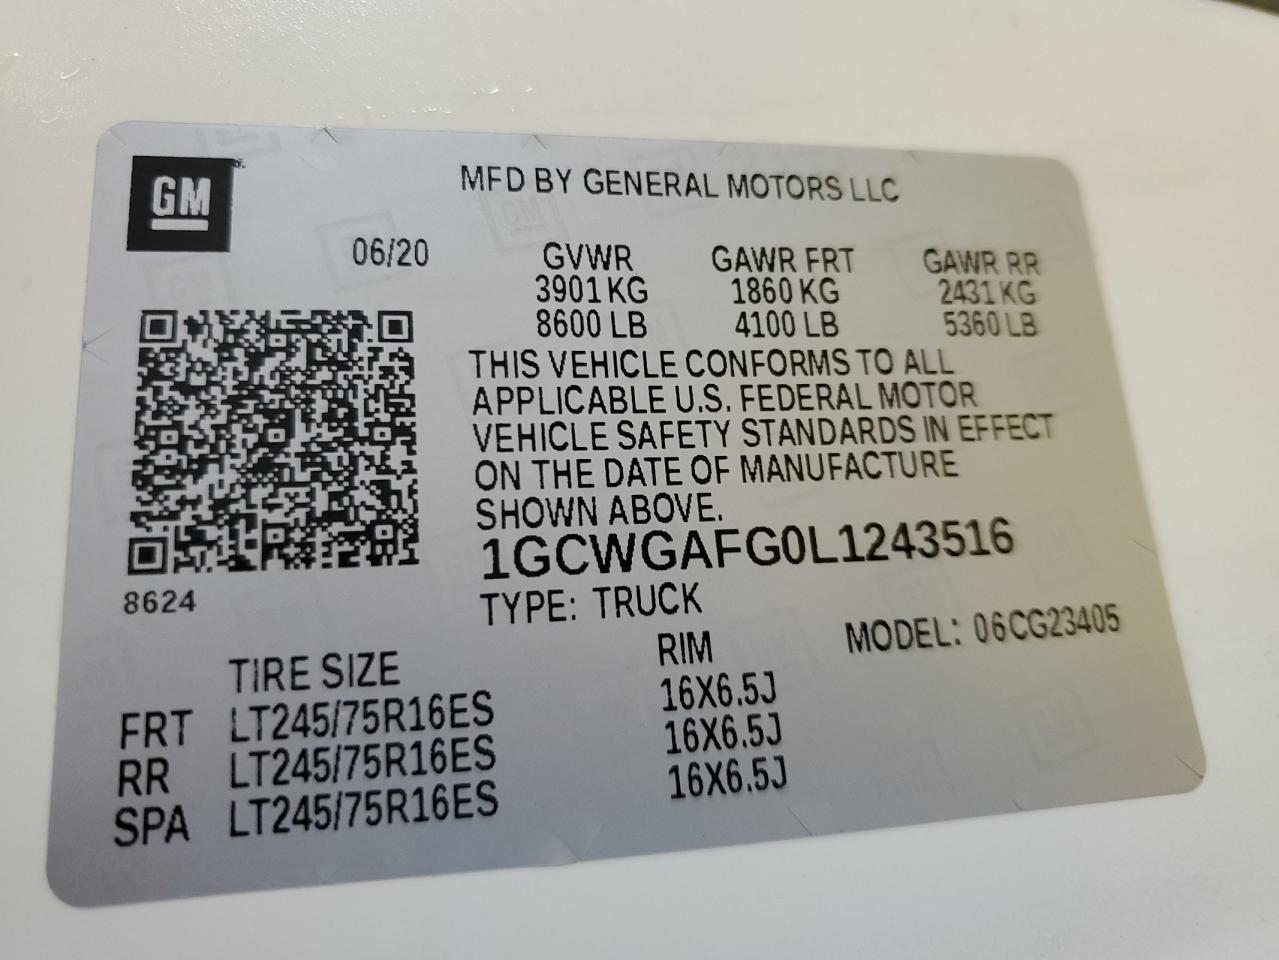 GM
MFD BY GENERAL MOTORS LLC
06/20 GVWR GAWR FRT GAWR RR
3901 KG 1860 KG 2431 KG
8600 LB 4100 LB 5360 LB
THIS VEHICLE CONFORMS TO ALL
APPLICABLE U.S. FEDERAL MOTOR
VEHICLE SAFETY STANDARDS IN EFFECT
ON THE DATE OF MANUFACTURE
SHOWN ABOVE.
1GCWGAFG0L1243516
8624
TYPE: TRUCK
MODEL: 06CG23405
TIRE SIZE RIM
FRT LT245/75R16ES 16X6.5J
RR LT245/75R16ES 16X6.5J
SPA LT245/75R16ES 16X6.5J